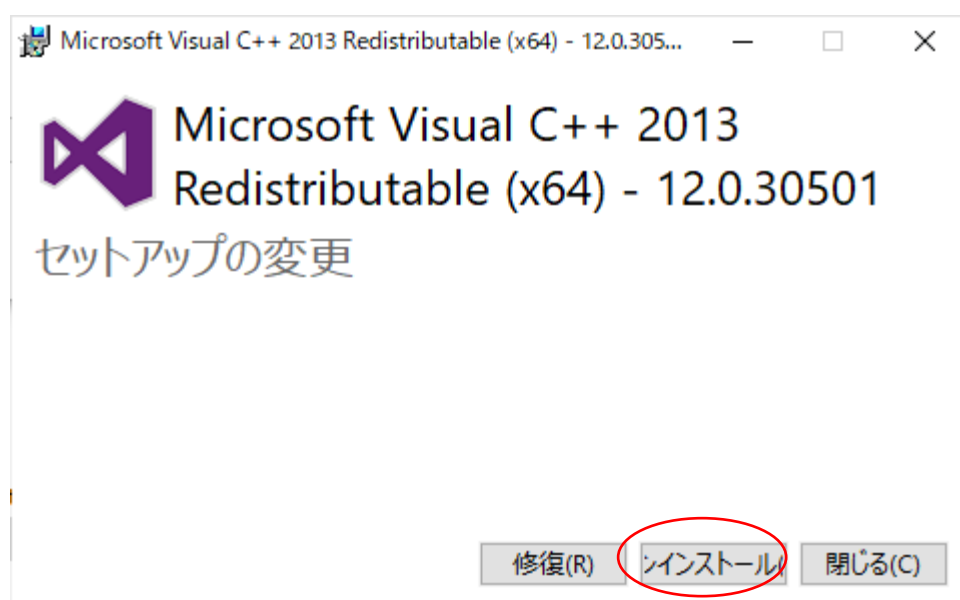 Microsoft Visual C++ 2013 Redistributable (x64) - 12.0.305...
Microsoft Visual C++ 2013
Redistributable (x64) - 12.0.30501
セットアップの変更
修復(R)
ンインストール(
閉じる(C)